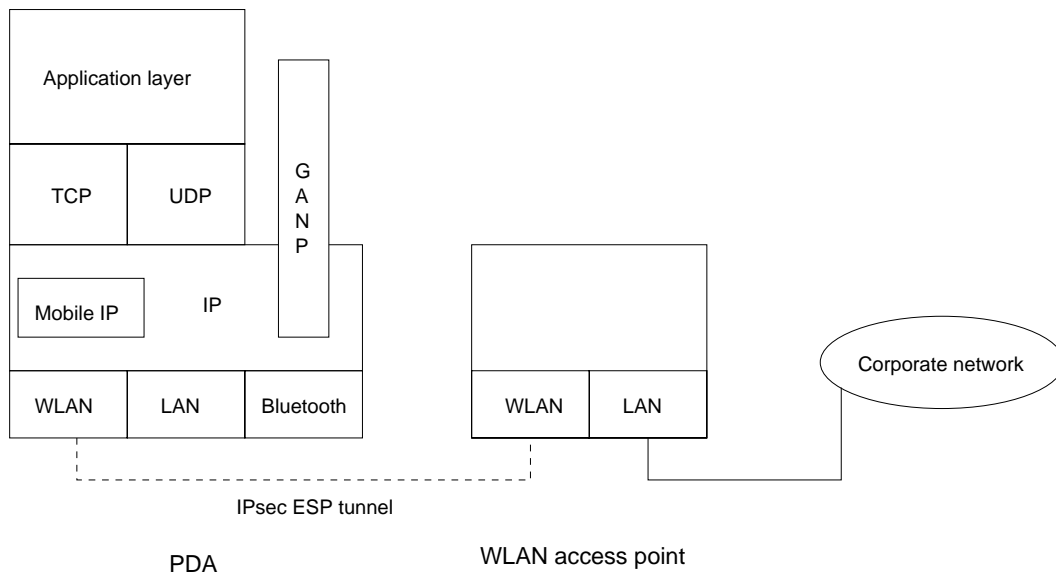 Application layer
TCP
UDP
G
A
N
P
Mobile IP
IP
WLAN
LAN
Bluetooth
WLAN
LAN
Corporate network
IPsec ESP tunnel
PDA
WLAN access point